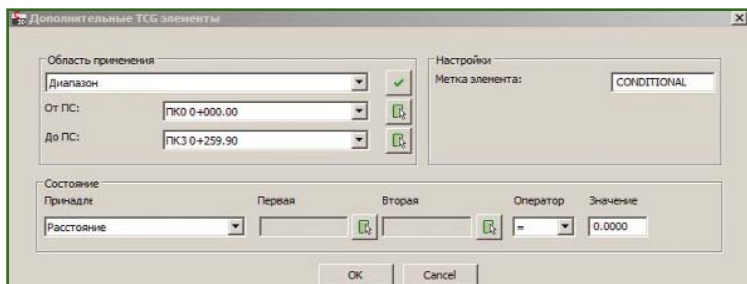 Дополнительные TCG элементы
Область применения
Диапазон
От ПС:
ПК0 0+000.00
До ПС:
ПК3 0+259.90
Настройки
Метка элемента:
CONDITIONAL
Состояние
Принадле
Первая
Вторая
Оператор
Значение
Расстояние
=
0.0000
OK
Cancel